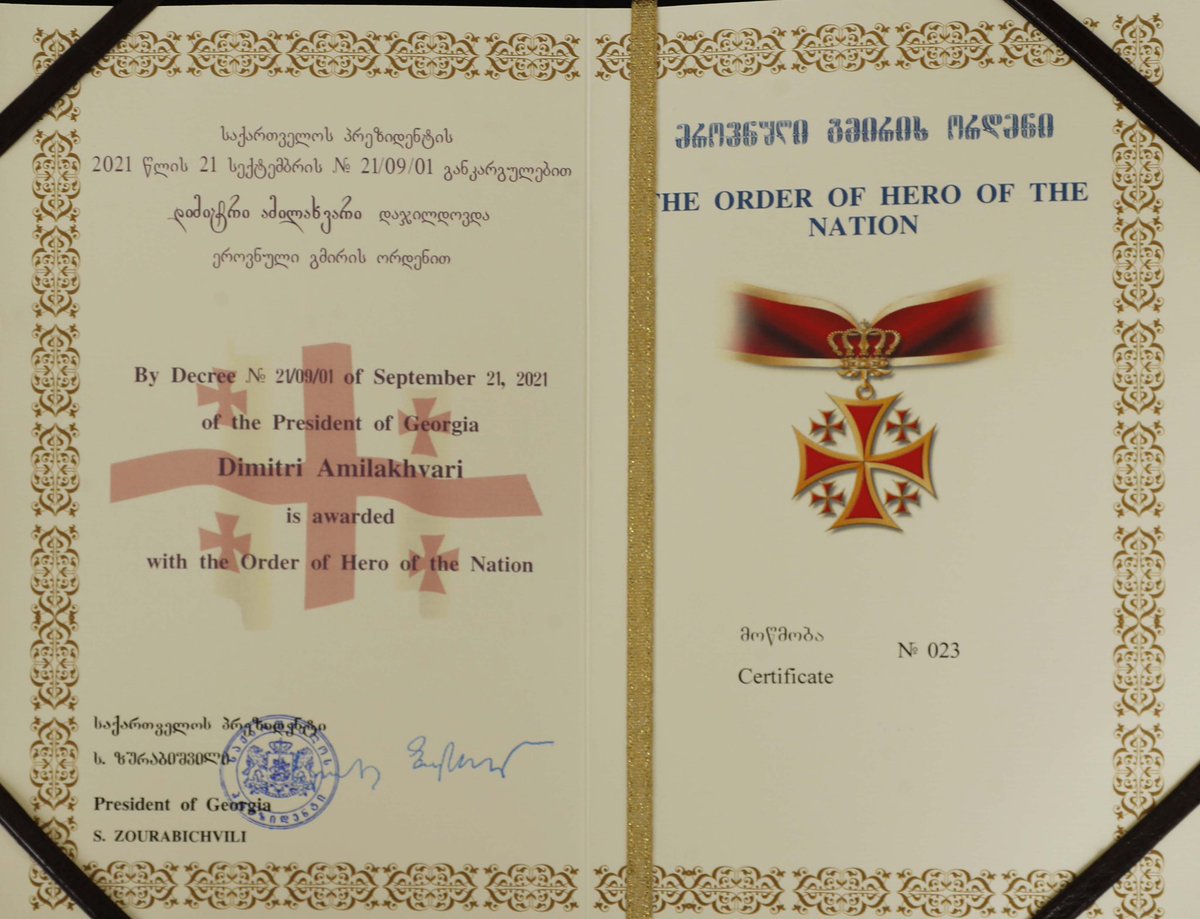 საქართველოს პრეზიდენტის
2021 წლის 21 სექტემბრის № 21/09/01 განკარგულებით
დიმიტრი ამილახვარი დაჯილდოვდა
ეროვნული გმირის ორდენით
By Decree № 21/09/01 of September 21, 2021
of the President of Georgia
Dimitri Amilakhvari
is awarded
with the Order of Hero of the Nation
საქართველოს პრეზიდენტი
ს. ზურაბიშვილი
President of Georgia
S. ZOURABICHVILI
ეროვნული გმირის ორდენი
THE ORDER OF HERO OF THE
NATION
მოწმობა
№ 023
Certificate